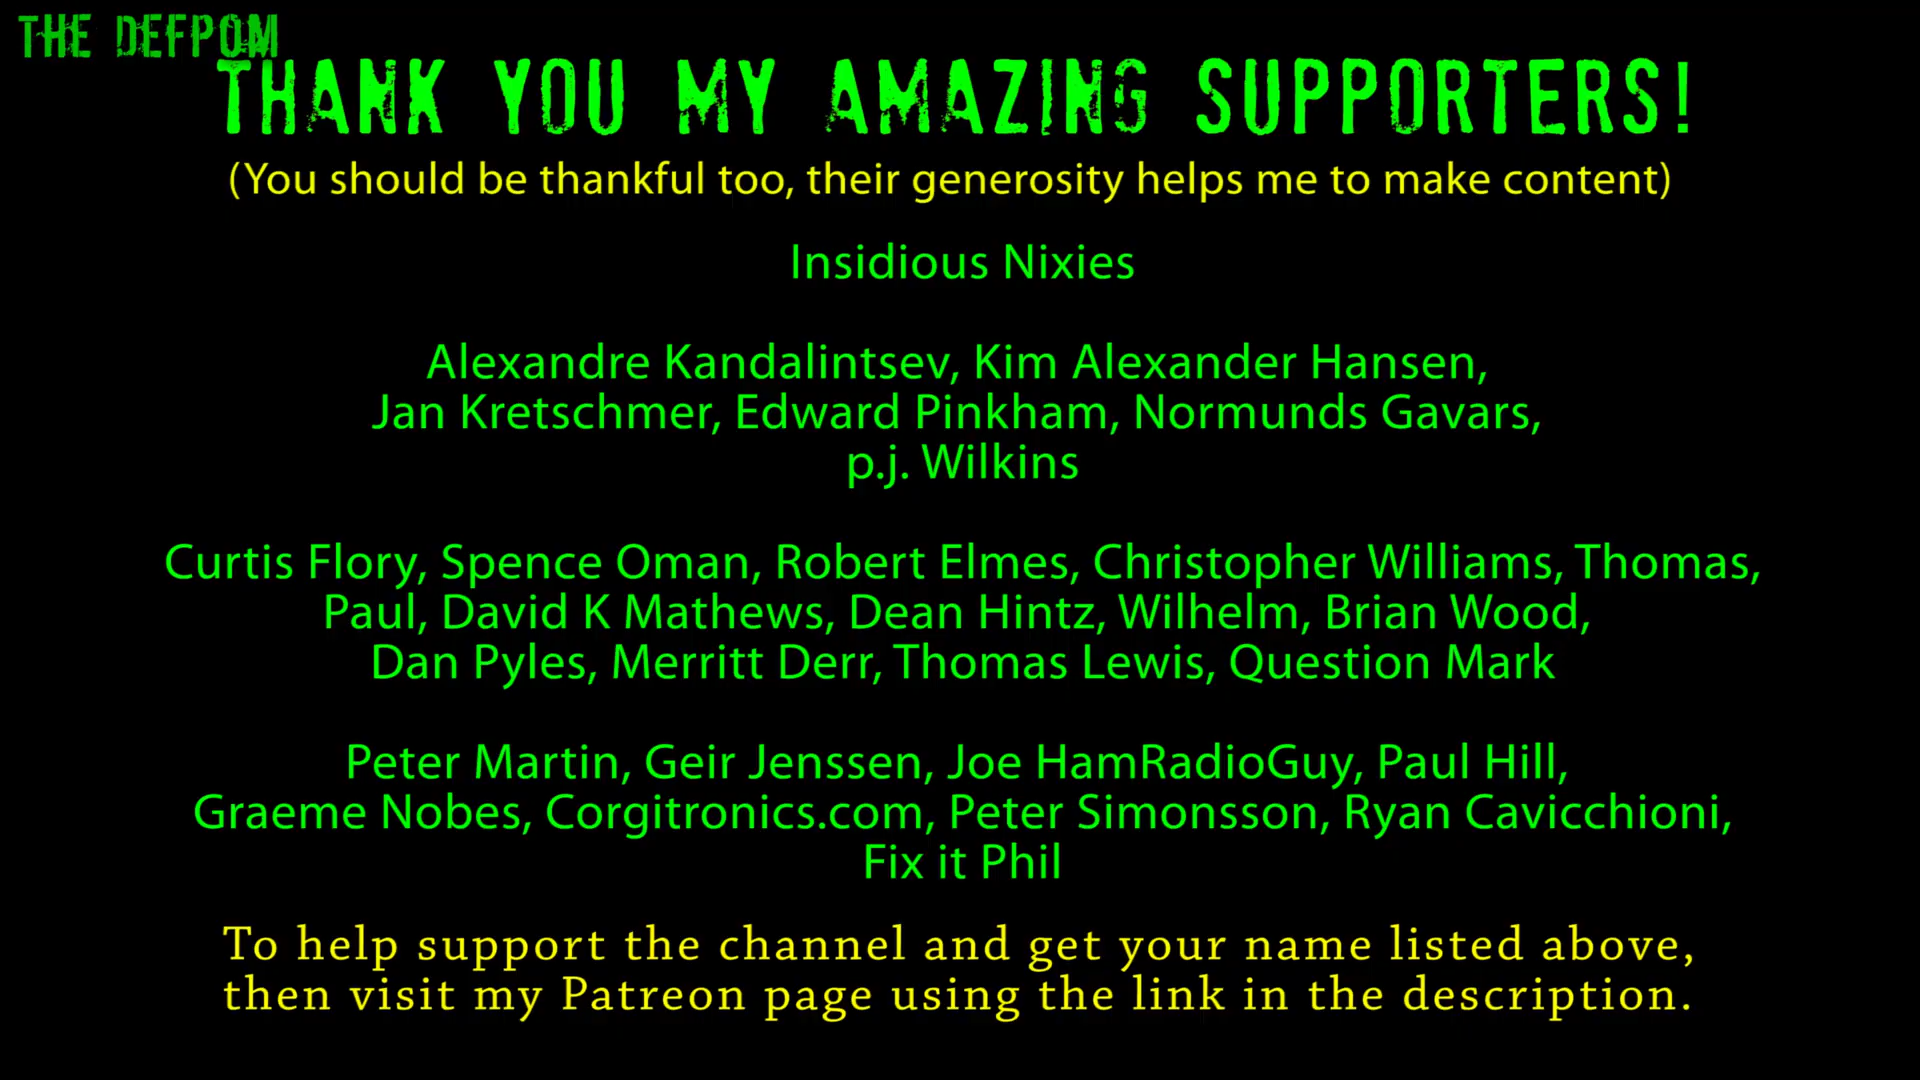 THE DEFPOM
THANK YOU MY AMAZING SUPPORTERS!
(You should be thankful too, their generosity helps me to make content)
Insidious Nixies
Alexandre Kandalintsev, Kim Alexander Hansen,
Jan Kretschmer, Edward Pinkham, Normunds Gavars,
p.j. Wilkins
Curtis Flory, Spence Oman, Robert Elmes, Christopher Williams, Thomas,
Paul, David K Mathews, Dean Hintz, Wilhelm, Brian Wood,
Dan Pyles, Merritt Derr, Thomas Lewis, Question Mark
Peter Martin, Geir Jenssen, Joe HamRadioGuy, Paul Hill,
Graeme Nobes, Corgitronics.com, Peter Simonsson, Ryan Cavicchioni,
Fix it Phil
To help support the channel and get your name listed above,
then visit my Patreon page using the link in the description.